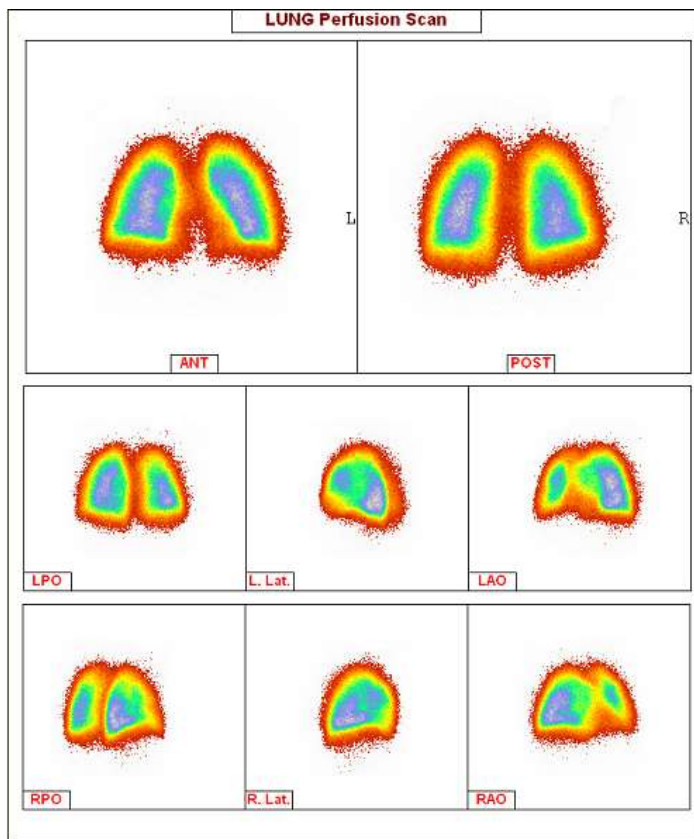 LUNG Perfusion Scan
L
R
ANT
POST
LPO
L. Lat.
LAO
RPO
R. Lat.
RAO